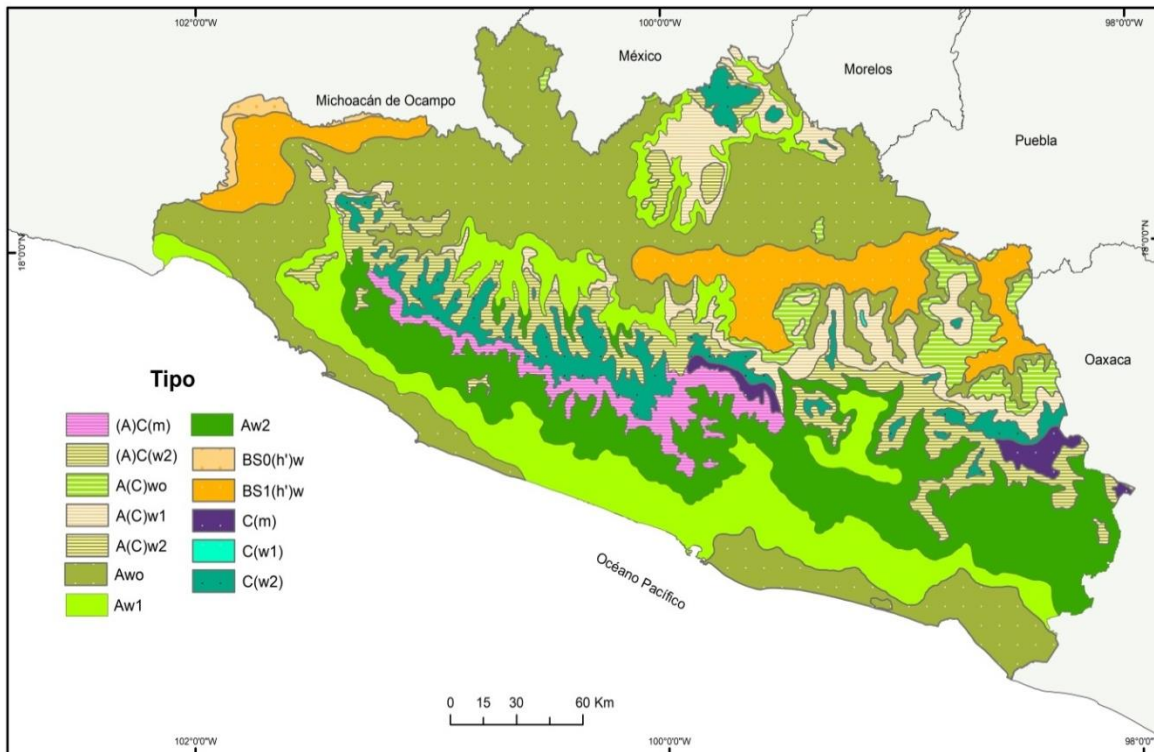 102°0'0"W
100°0'0"W
98°0'0"W
México
Morelos
Michoacán de Ocampo
Puebla
18°0'0"N
18°0'0"N
Oaxaca
Tipo
(A)C(m)
(A)C(w2)
A(C)wo
A(C)w1
A(C)w2
Awo
Aw1
Aw2
BS0(h')w
BS1(h')w
C(m)
C(w1)
C(w2)
Océano Pacífico
0 15 30 60 Km
102°0'0"W
100°0'0"W
98°0'0"W